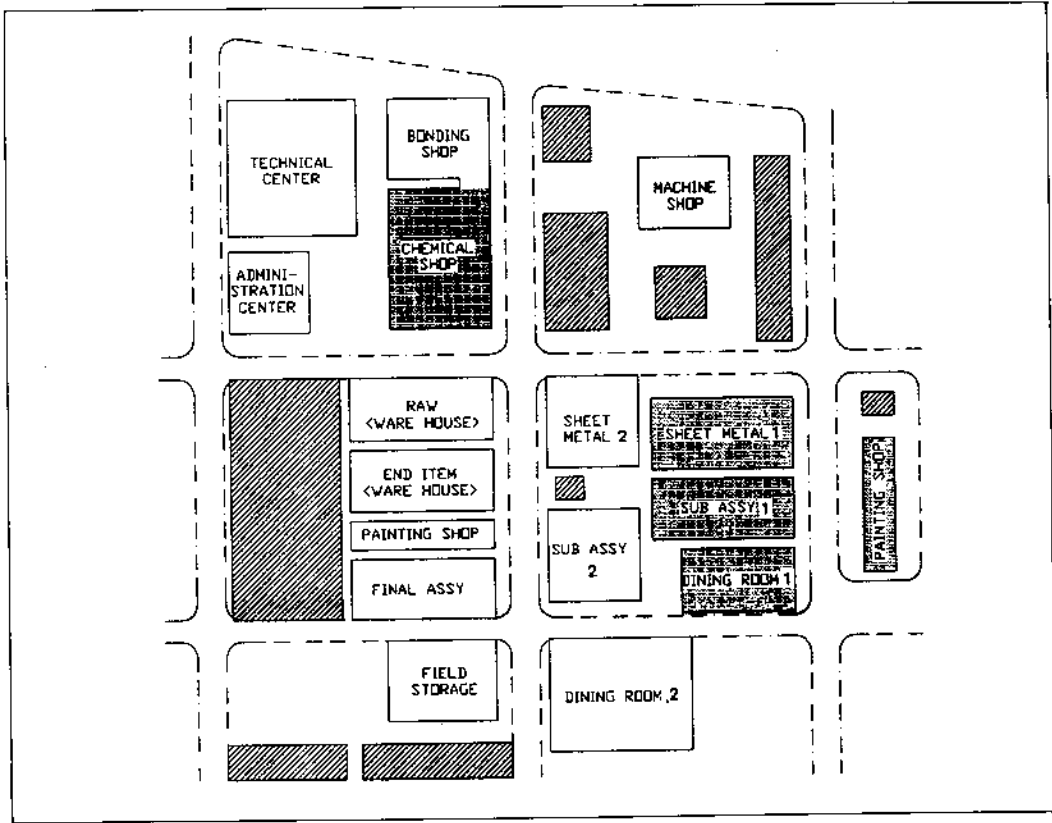 TECHNICAL
CENTER
BONDING
SHOP
CHEMICAL
SHOP
ADMINI-
STRATION
CENTER
MACHINE
SHOP
RAW
<WARE HOUSE>
END ITEM
<WARE HOUSE>
PAINTING SHOP
FINAL ASSY
SHEET
METAL 2
SHEET METAL 1
SUB ASSY 1
SUB ASSY
2
DINING ROOM 1
PAINTING SHOP
FIELD
STORAGE
DINING ROOM,2